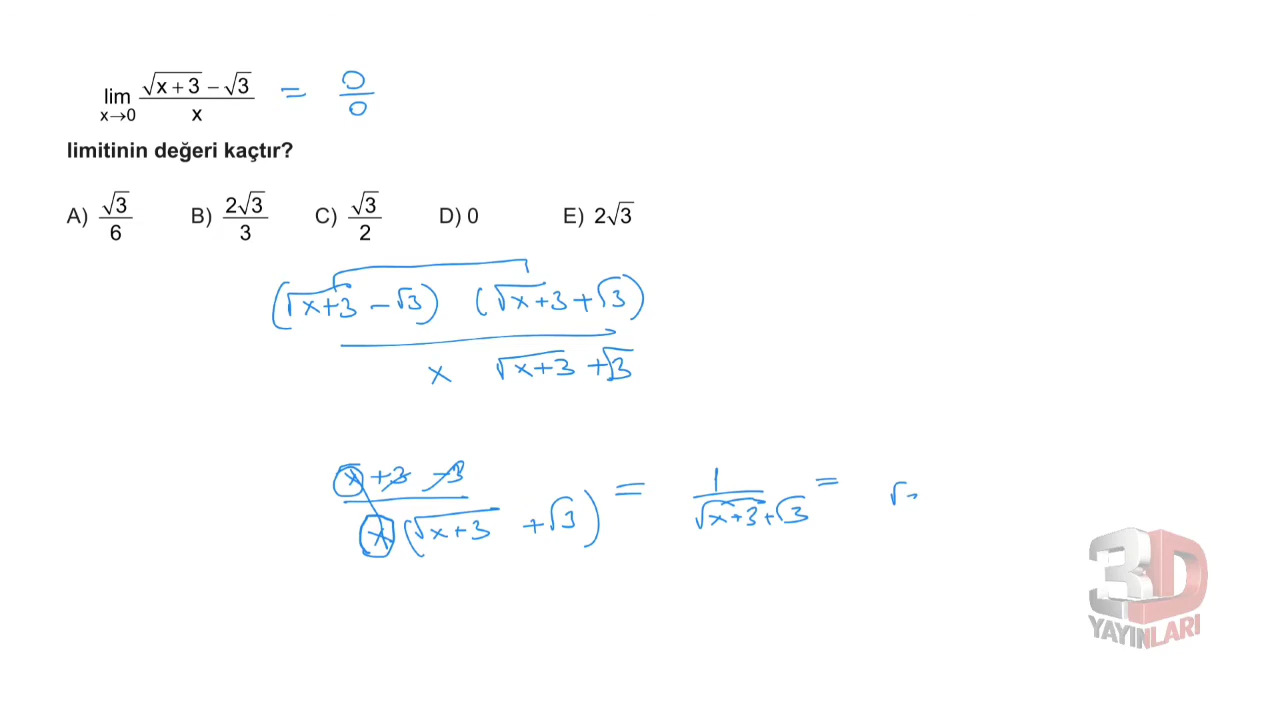 lim x→0 (√(x+3) − √3)/x = 0/0
limitinin değeri kaçtır?
A) √3/6 B) 2√3/3 C) √3/2 D) 0 E) 2√3
(√(x+3) − √3) (√(x+3) + √3)
x √(x+3) + √3
x + 3 − 3
x (√(x+3) + √3) = 1/(√(x+3) + √3) =
3D
YAYINLARI